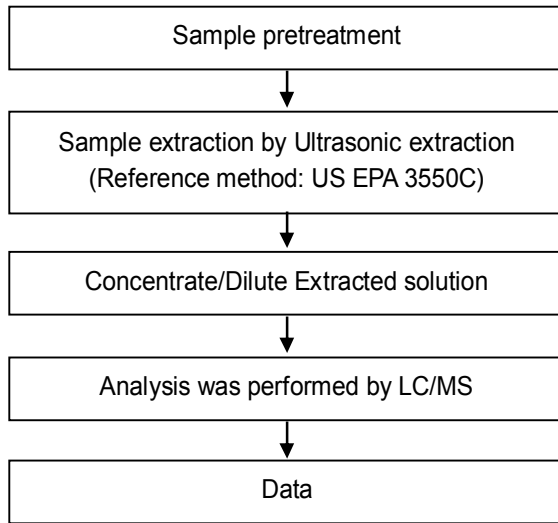 Sample pretreatment
Sample extraction by Ultrasonic extraction
(Reference method: US EPA 3550C)
Concentrate/Dilute Extracted solution
Analysis was performed by LC/MS
Data